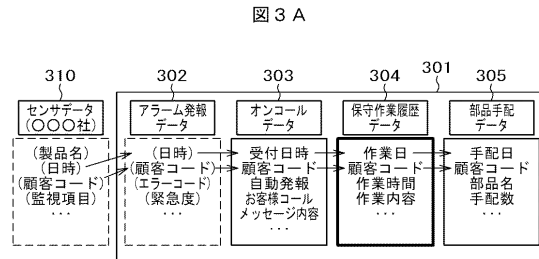 図３Ａ
301
310
302
303
304
305
センサデータ
(〇〇〇社)
アラーム発報
データ
オンコール
データ
保守作業履歴
データ
部品手配
データ
(製品名)
(日時)
(顧客コード)
(監視項目)
・・・
(日時)
(顧客コード)
(エラーコード)
(緊急度)
・・・
受付日時
顧客コード
自動発報
お客様コール
メッセージ内容
・・・
作業日
顧客コード
作業時間
作業内容
・・・
手配日
顧客コード
部品名
手配数
・・・